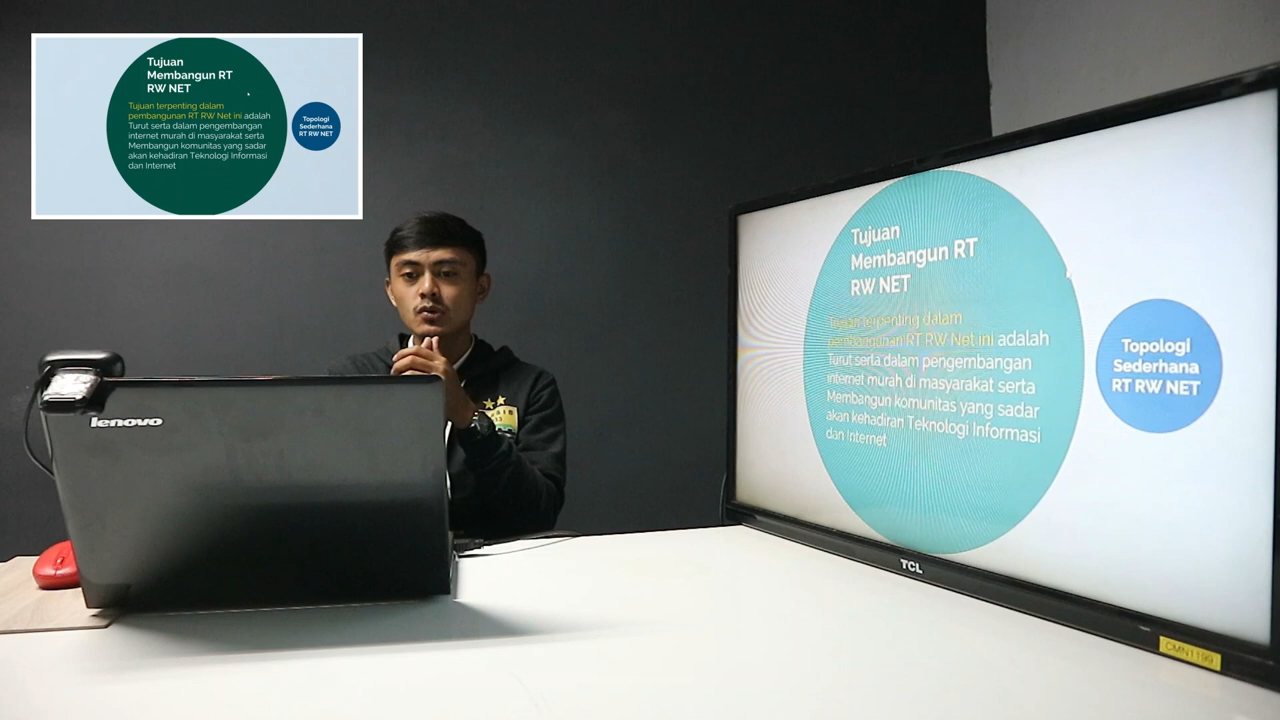 Tujuan
Membangun RT
RW NET
Tujuan terpenting dalam
pembangunan RT RW Net ini adalah
Turut serta dalam pengembangan
internet murah di masyarakat serta
Membangun komunitas yang sadar
akan kehadiran Teknologi Informasi
dan Internet
Topologi
Sederhana
RT RW NET
lenovo
Tujuan
Membangun RT
RW NET
Tujuan terpenting dalam
pembangunan RT RW Net ini adalah
Turut serta dalam pengembangan
internet murah di masyarakat serta
Membangun komunitas yang sadar
akan kehadiran Teknologi Informasi
dan Internet
Topologi
Sederhana
RT RW NET
TCL
CMN1199